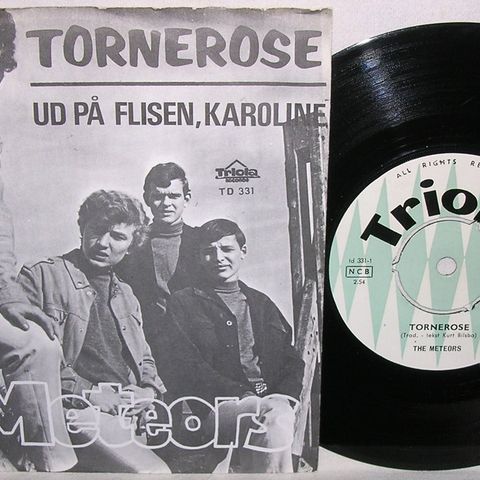 TORNEROSE
UD PÅ FLISEN, KAROLINE
Triola
records
TD 331
Meteors
ALL RIGHTS RE
Triol
td 331-1
NCB
2.54
TORNEROSE
(Trad. - tekst Kurt Bilsbo)
THE METEORS